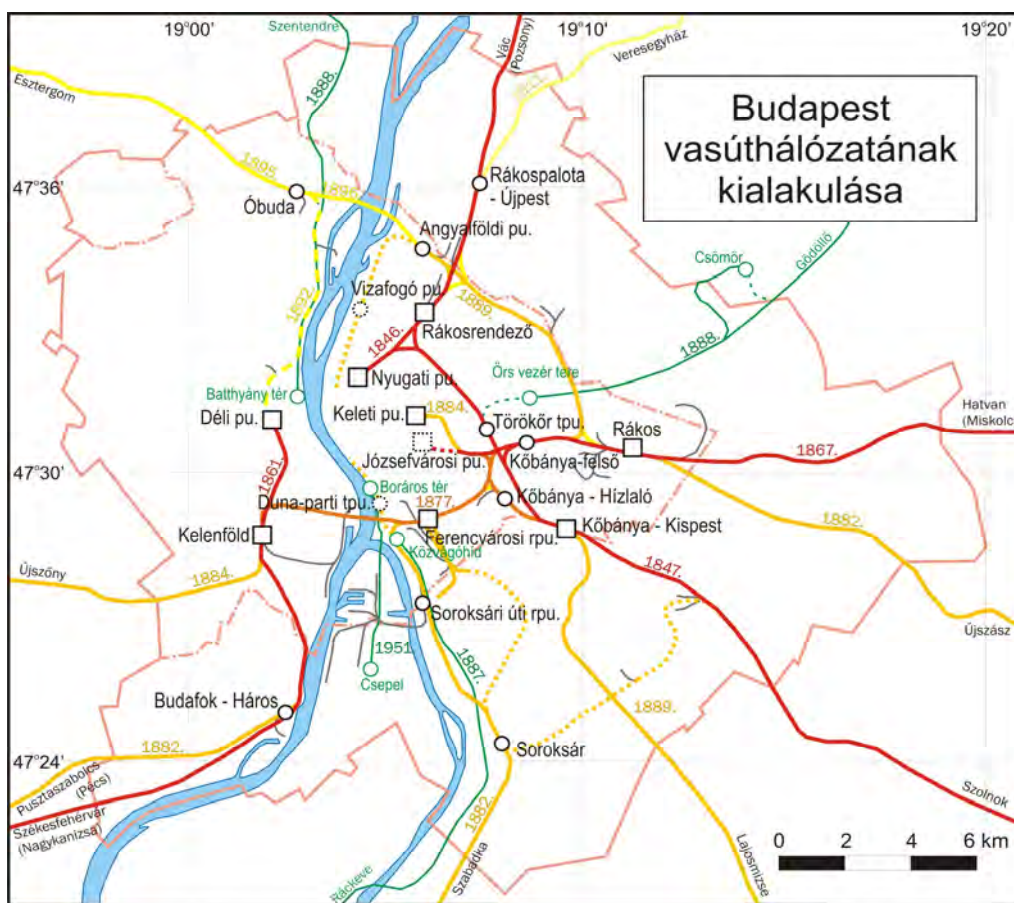 19°00'
19°10'
19°20'
Szentendre
Vác
(Pozsony)
Veresegyház
Esztergom
1888.
Budapest
vasúthálózatának
kialakulása
1895.
47°36'
1896.
Óbuda
Rákospalota
- Újpest
Angyalföldi pu.
Csömör
Gödöllő
Vizafogó pu.
1889.
1892.
Rákosrendező
1846.
1888.
Nyugati pu.
Őrs vezér tere
Batthyány tér
Déli pu.
Keleti pu.
1884.
Törökőr tpu.
Rákos
Hatvan
(Miskolc
1867.
47°30'
Józsefvárosi pu.
Kőbánya-felső
1861.
Boráros tér
Duna-parti tpu.
1877.
Kőbánya - Hízlaló
1882.
Kelenföld
Ferencvárosi rpu.
Kőbánya - Kispest
Közvágóhíd
Újszőny
1884.
1847.
Soroksári úti rpu.
Újszász
1951.
1887.
Csepel
Budafok - Háros
1889.
1882.
Soroksár
47°24'
Pusztaszabolcs
(Pécs)
Székesfehérvár
(Nagykanizsa)
1882.
Szolnok
Ráckeve
Szabadka
Lajosmizse
0 2 4 6 km